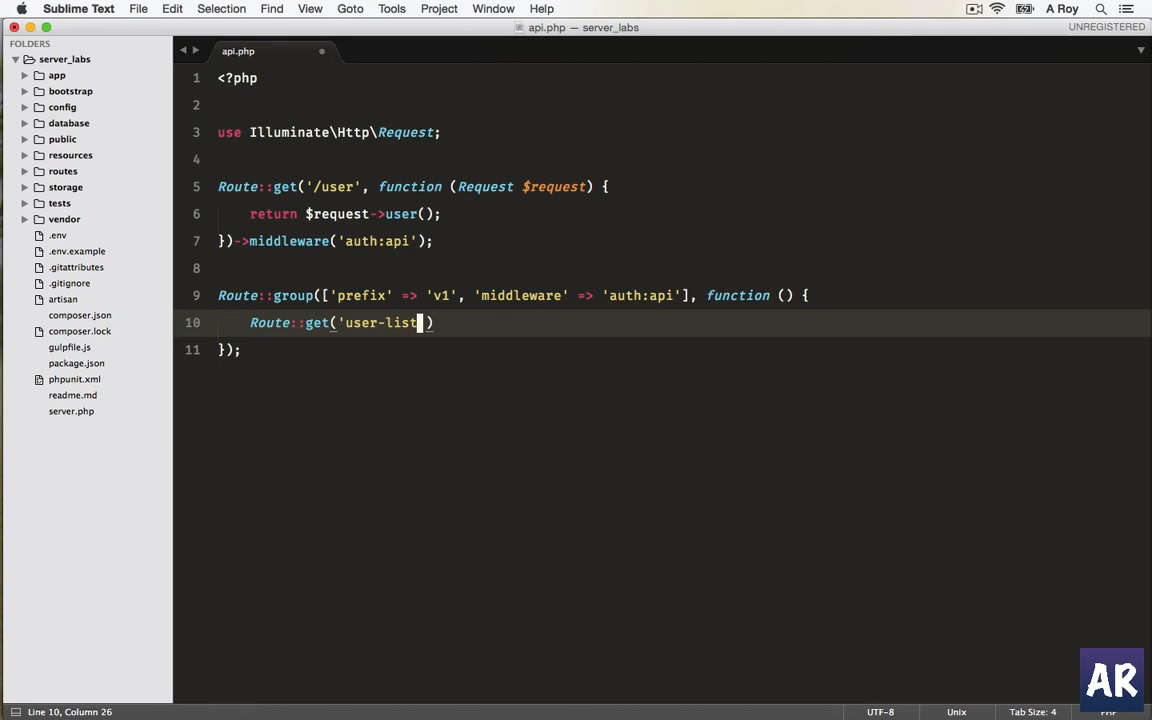 Sublime Text File Edit Selection Find View Goto Tools Project Window Help A Roy
api.php — server_labs UNREGISTERED
FOLDERS
server_labs
app
bootstrap
config
database
public
resources
routes
storage
tests
vendor
.env
.env.example
.gitattributes
.gitignore
artisan
composer.json
composer.lock
gulpfile.js
package.json
phpunit.xml
readme.md
server.php
api.php
1 <?php
2
3 use Illuminate\Http\Request;
4
5 Route::get('/user', function (Request $request) {
6 return $request->user();
7 })->middleware('auth:api');
8
9 Route::group(['prefix' => 'v1', 'middleware' => 'auth:api'], function () {
10 Route::get('user-list')
11 });
AR
Line 10, Column 26 UTF-8 Unix Tab Size: 4 PHP